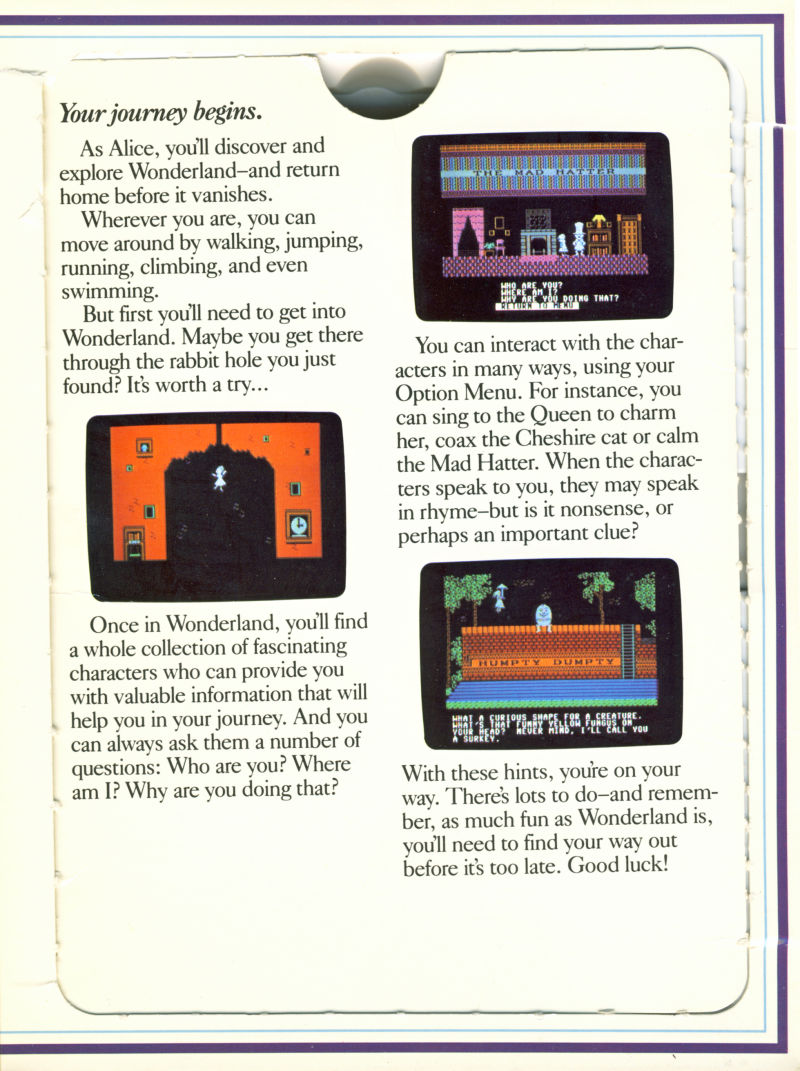 Your journey begins.
As Alice, you'll discover and
explore Wonderland–and return
home before it vanishes.
Wherever you are, you can
move around by walking, jumping,
running, climbing, and even
swimming.
But first you'll need to get into
Wonderland. Maybe you get there
through the rabbit hole you just
found? It's worth a try...
Once in Wonderland, you'll find
a whole collection of fascinating
characters who can provide you
with valuable information that will
help you in your journey. And you
can always ask them a number of
questions: Who are you? Where
am I? Why are you doing that?
THE MAD HATTER
WHO ARE YOU?
WHERE AM I?
WHY ARE YOU DOING THAT?
RETURN TO MENU
You can interact with the char-
acters in many ways, using your
Option Menu. For instance, you
can sing to the Queen to charm
her, coax the Cheshire cat or calm
the Mad Hatter. When the charac-
ters speak to you, they may speak
in rhyme–but is it nonsense, or
perhaps an important clue?
HUMPTY DUMPTY
WHAT A CURIOUS SHAPE FOR A CREATURE.
WHAT'S THAT FUNNY YELLOW FUNGUS ON
YOUR HEAD? NEVER MIND, I'LL CALL YOU
A SURKEY.
With these hints, you're on your
way. There's lots to do–and remem-
ber, as much fun as Wonderland is,
you'll need to find your way out
before it's too late. Good luck!